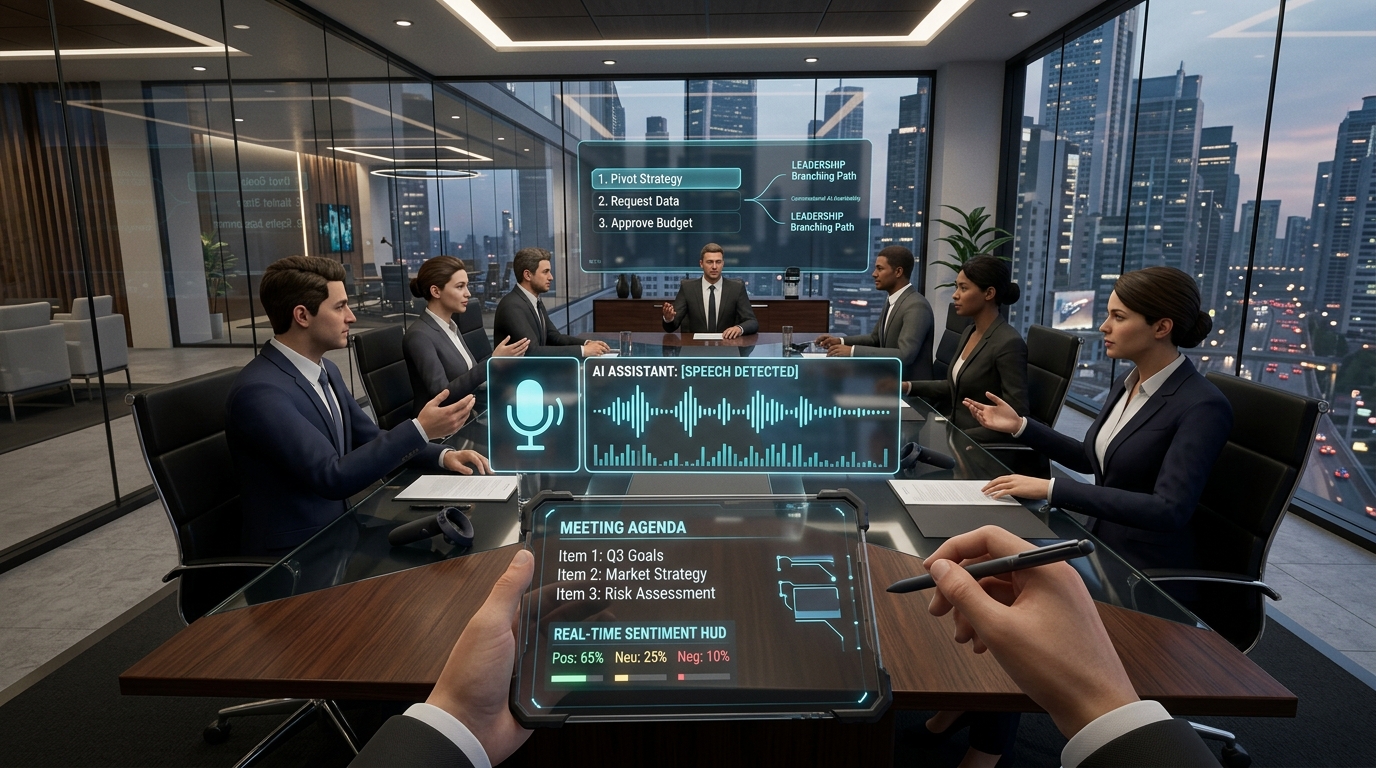 1. Pivot Strategy
2. Request Data
3. Approve Budget
LEADERSHIP
Branching Path
LEADERSHIP
Branching Path
AI ASSISTANT: [SPEECH DETECTED]
MEETING AGENDA
Item 1: Q3 Goals
Item 2: Market Strategy
Item 3: Risk Assessment
REAL-TIME SENTIMENT HUD
Pos: 65% Neu: 25% Neg: 10%